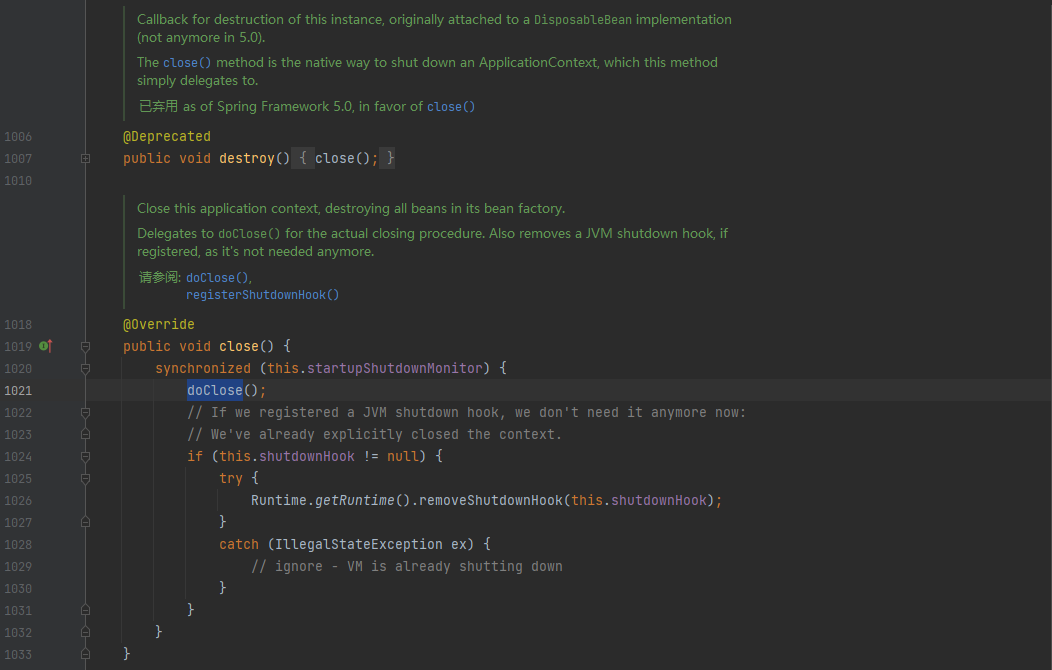 Callback for destruction of this instance, originally attached to a DisposableBean implementation
(not anymore in 5.0).
The close() method is the native way to shut down an ApplicationContext, which this method
simply delegates to.
已弃用 as of Spring Framework 5.0, in favor of close()
1006 @Deprecated
1007 public void destroy() { close(); }
1010
Close this application context, destroying all beans in its bean factory.
Delegates to doClose() for the actual closing procedure. Also removes a JVM shutdown hook, if
registered, as it's not needed anymore.
请参阅: doClose(),
registerShutdownHook()
1018 @Override
1019 public void close() {
1020 synchronized (this.startupShutdownMonitor) {
1021 doClose();
1022 // If we registered a JVM shutdown hook, we don't need it anymore now:
1023 // We've already explicitly closed the context.
1024 if (this.shutdownHook != null) {
1025 try {
1026 Runtime.getRuntime().removeShutdownHook(this.shutdownHook);
1027 }
1028 catch (IllegalStateException ex) {
1029 // ignore - VM is already shutting down
1030 }
1031 }
1032 }
1033 }